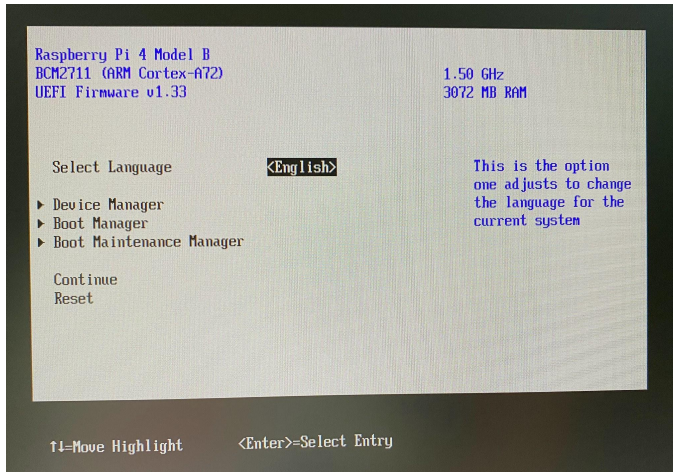 Raspberry Pi 4 Model B
BCM2711 (ARM Cortex-A72) 1.50 GHz
UEFI Firmware v1.33 3072 MB RAM
Select Language <English> This is the option
one adjusts to change
▶ Device Manager the language for the
▶ Boot Manager current system
▶ Boot Maintenance Manager
Continue
Reset
↑↓=Move Highlight <Enter>=Select Entry